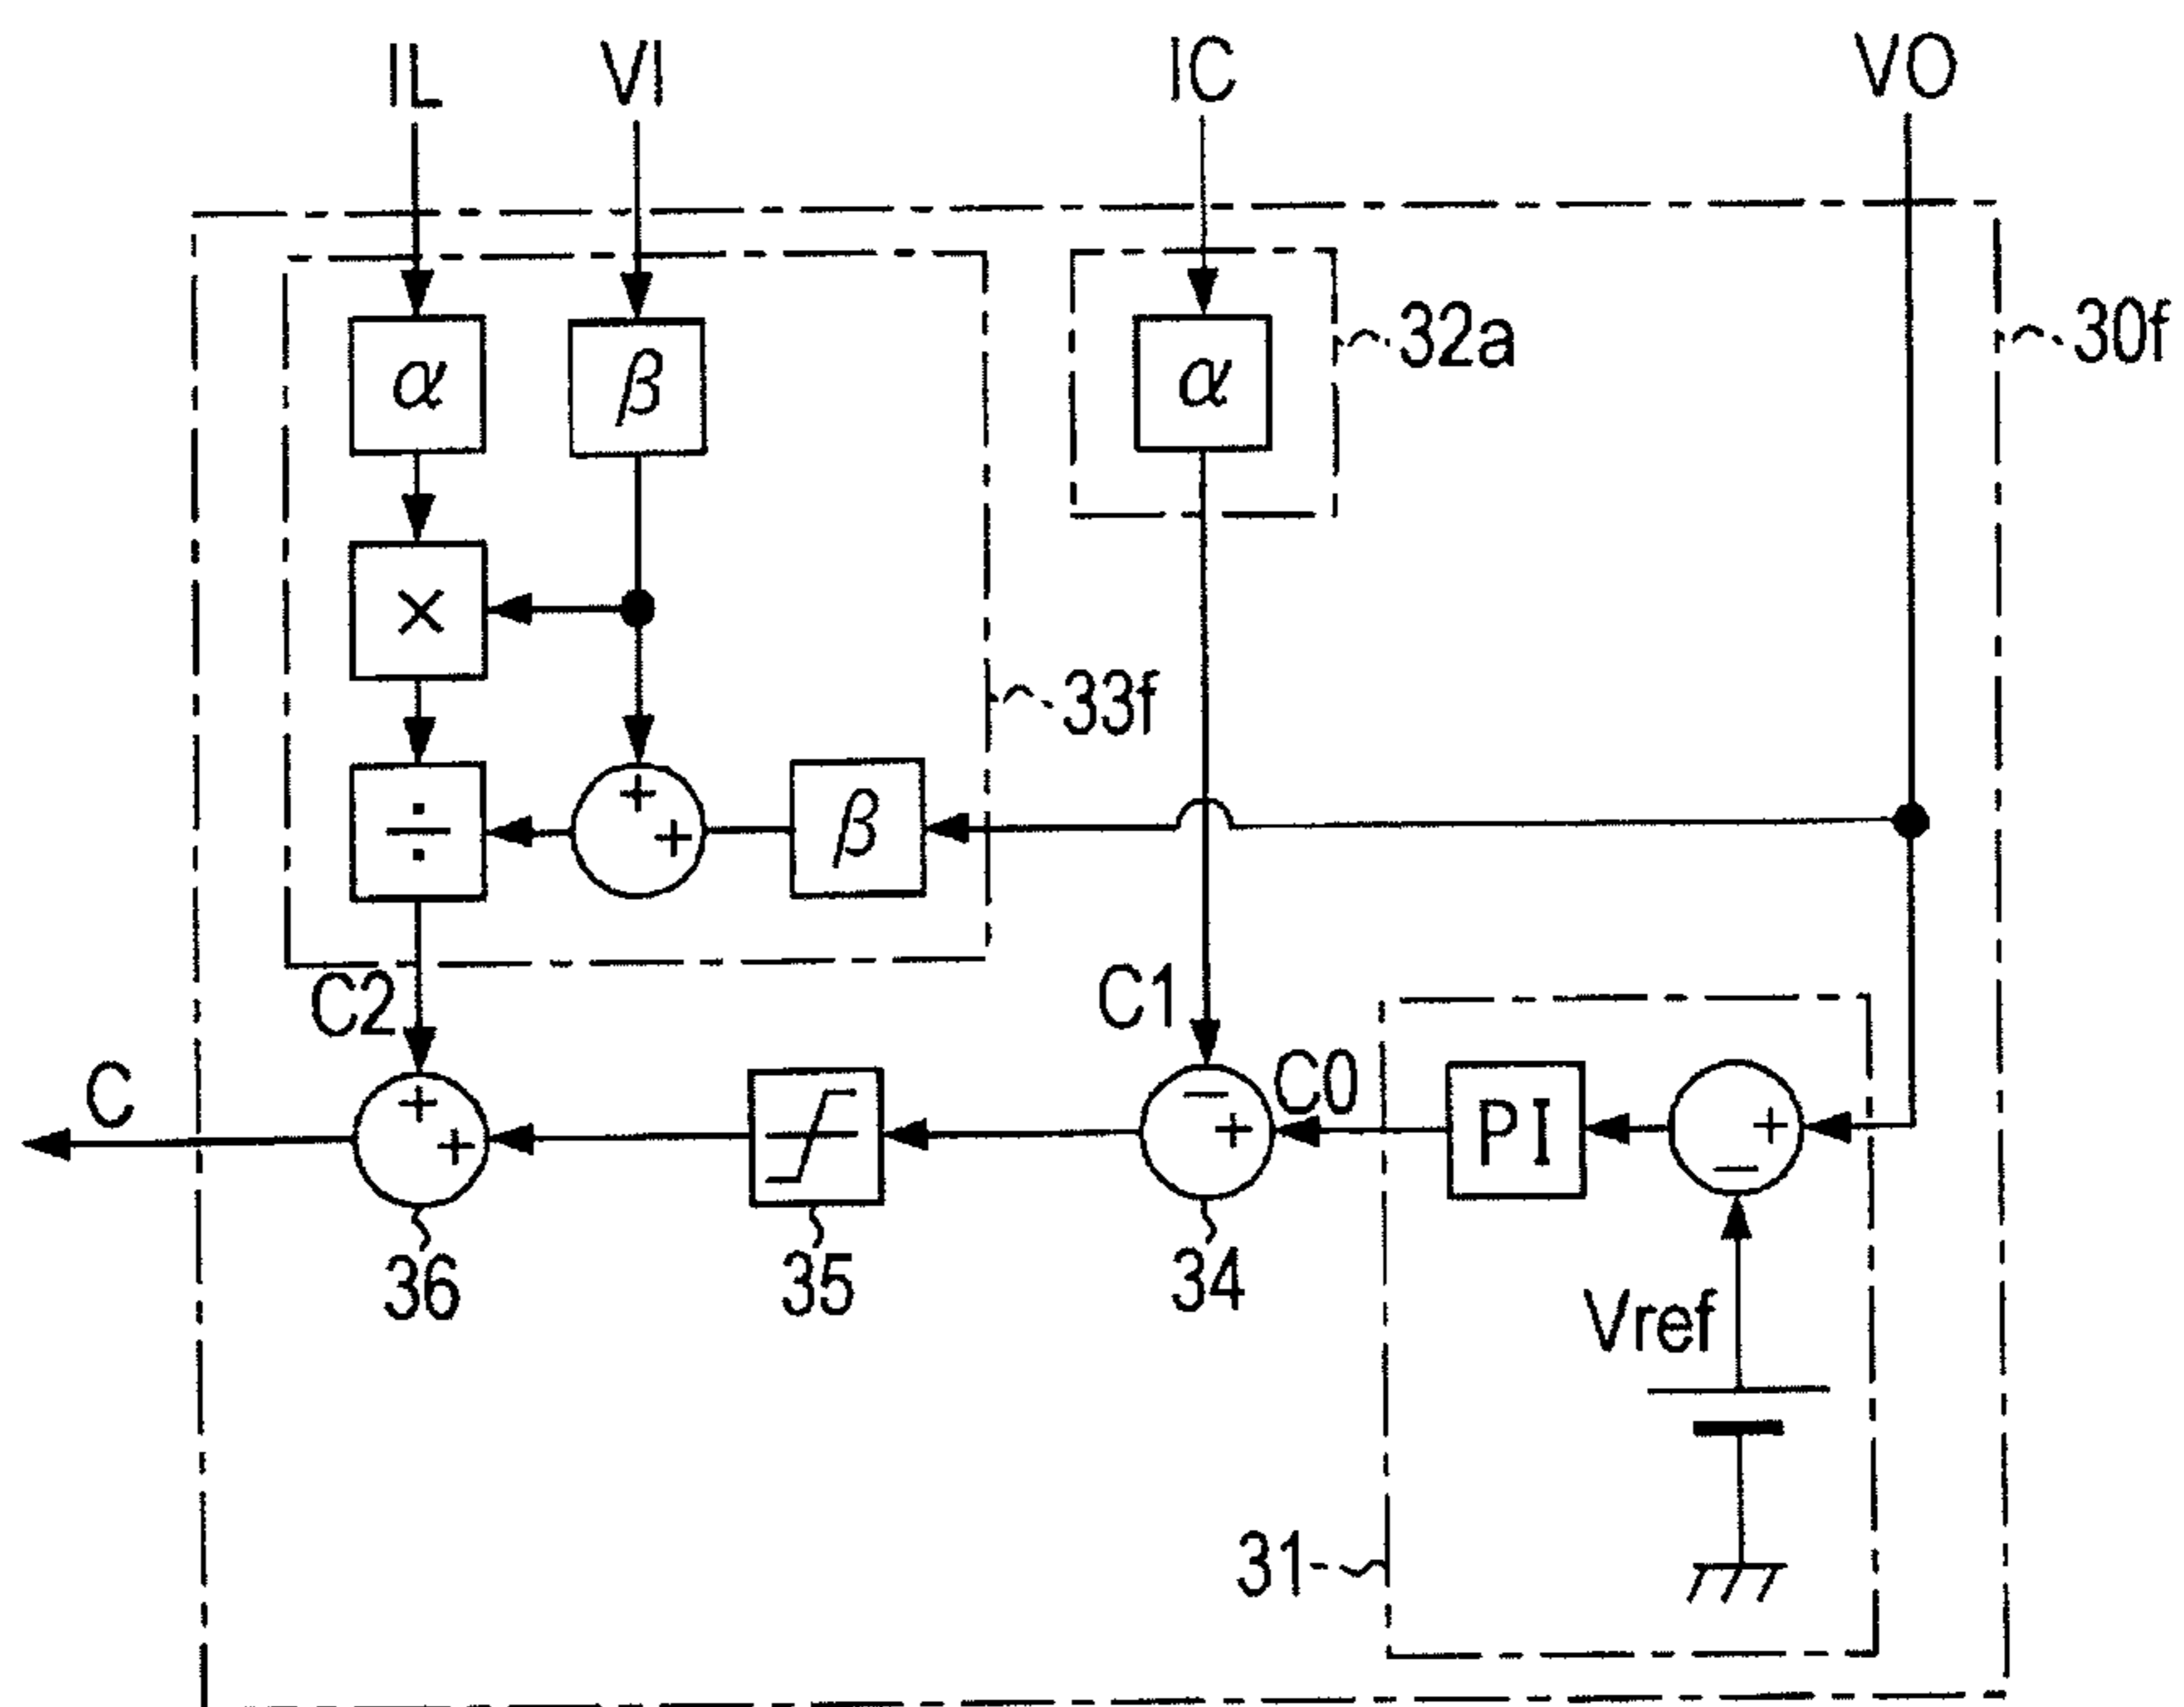 IL VI IC VO
α β α 32a 30f
×
33f
+
÷ + β
C2 C1
C0
C + + − + PI + −
36 35 34
Vref
31